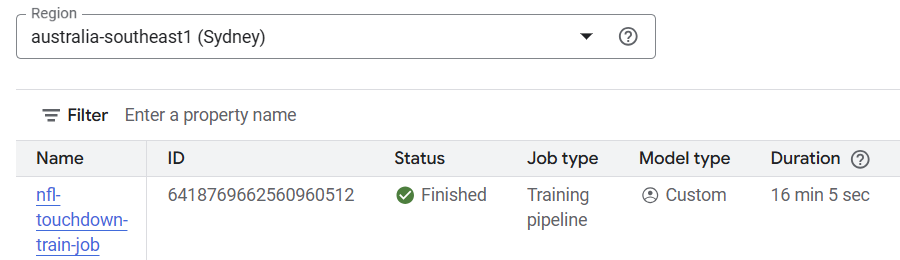 Region
australia-southeast1 (Sydney)
Filter Enter a property name
Name ID Status Job type Model type Duration
nfl-touchdown-train-job 6418769662560960512 Finished Training pipeline Custom 16 min 5 sec